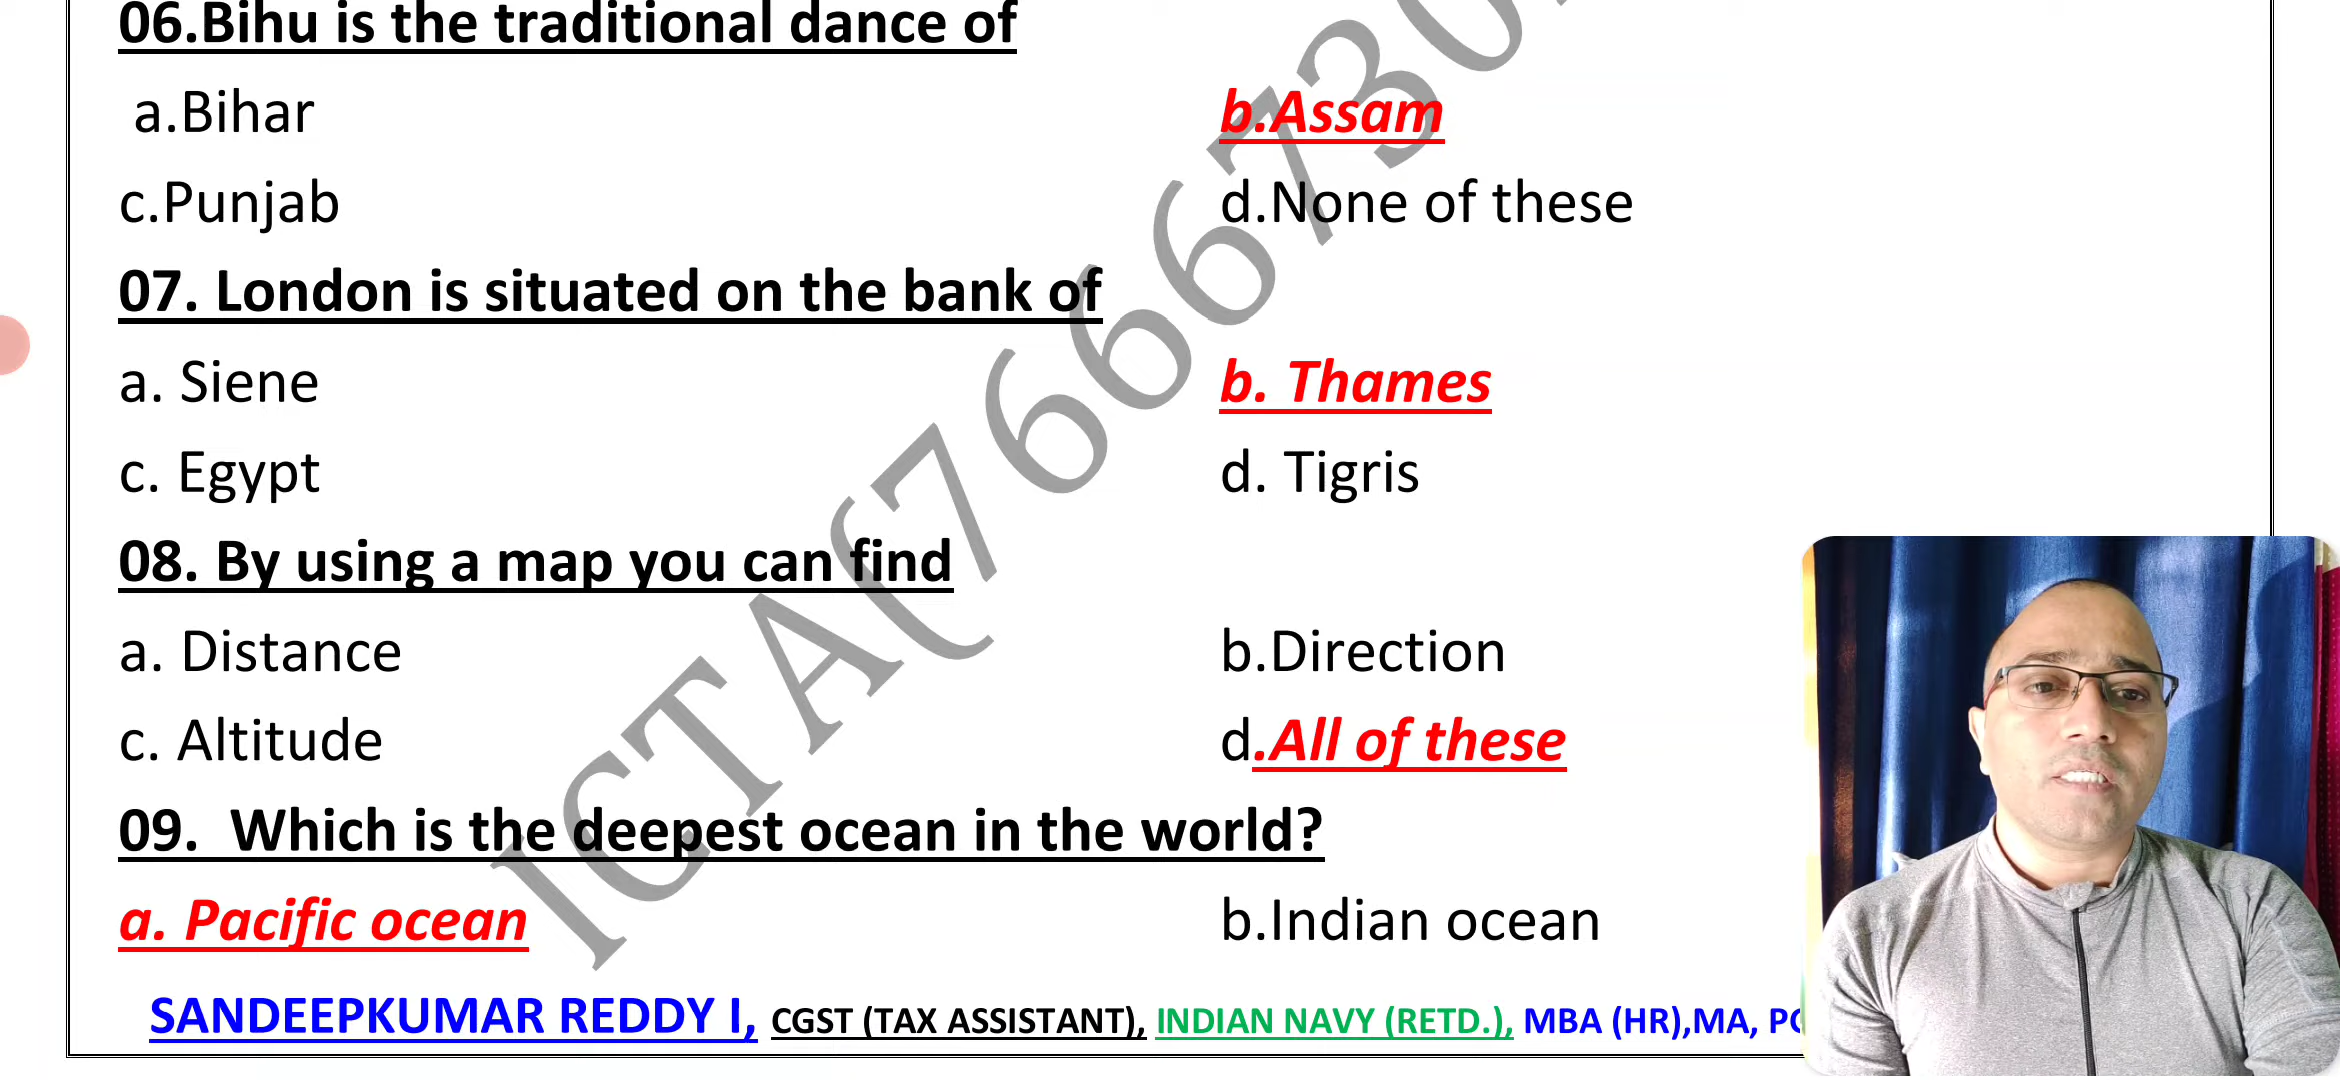 06.Bihu is the traditional dance of
a.Bihar b.Assam
c.Punjab d.None of these
07. London is situated on the bank of
a. Siene b. Thames
c. Egypt d. Tigris
08. By using a map you can find
a. Distance b.Direction
c. Altitude d.All of these
09. Which is the deepest ocean in the world?
a. Pacific ocean b.Indian ocean
SANDEEPKUMAR REDDY I, CGST (TAX ASSISTANT), INDIAN NAVY (RETD.), MBA (HR),MA,
ICTA(7666730